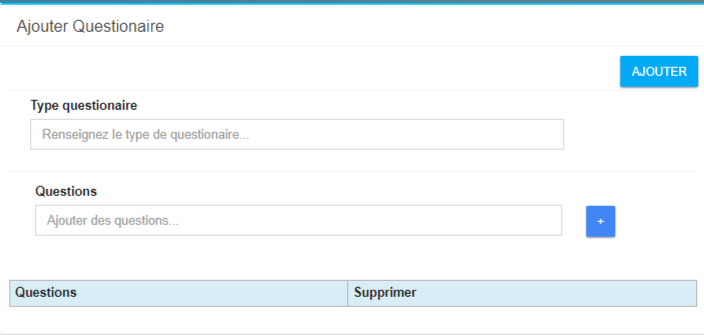 Ajouter Questionaire
AJOUTER
Type questionaire
Renseignez le type de questionaire...
Questions
Ajouter des questions...
+
Questions Supprimer